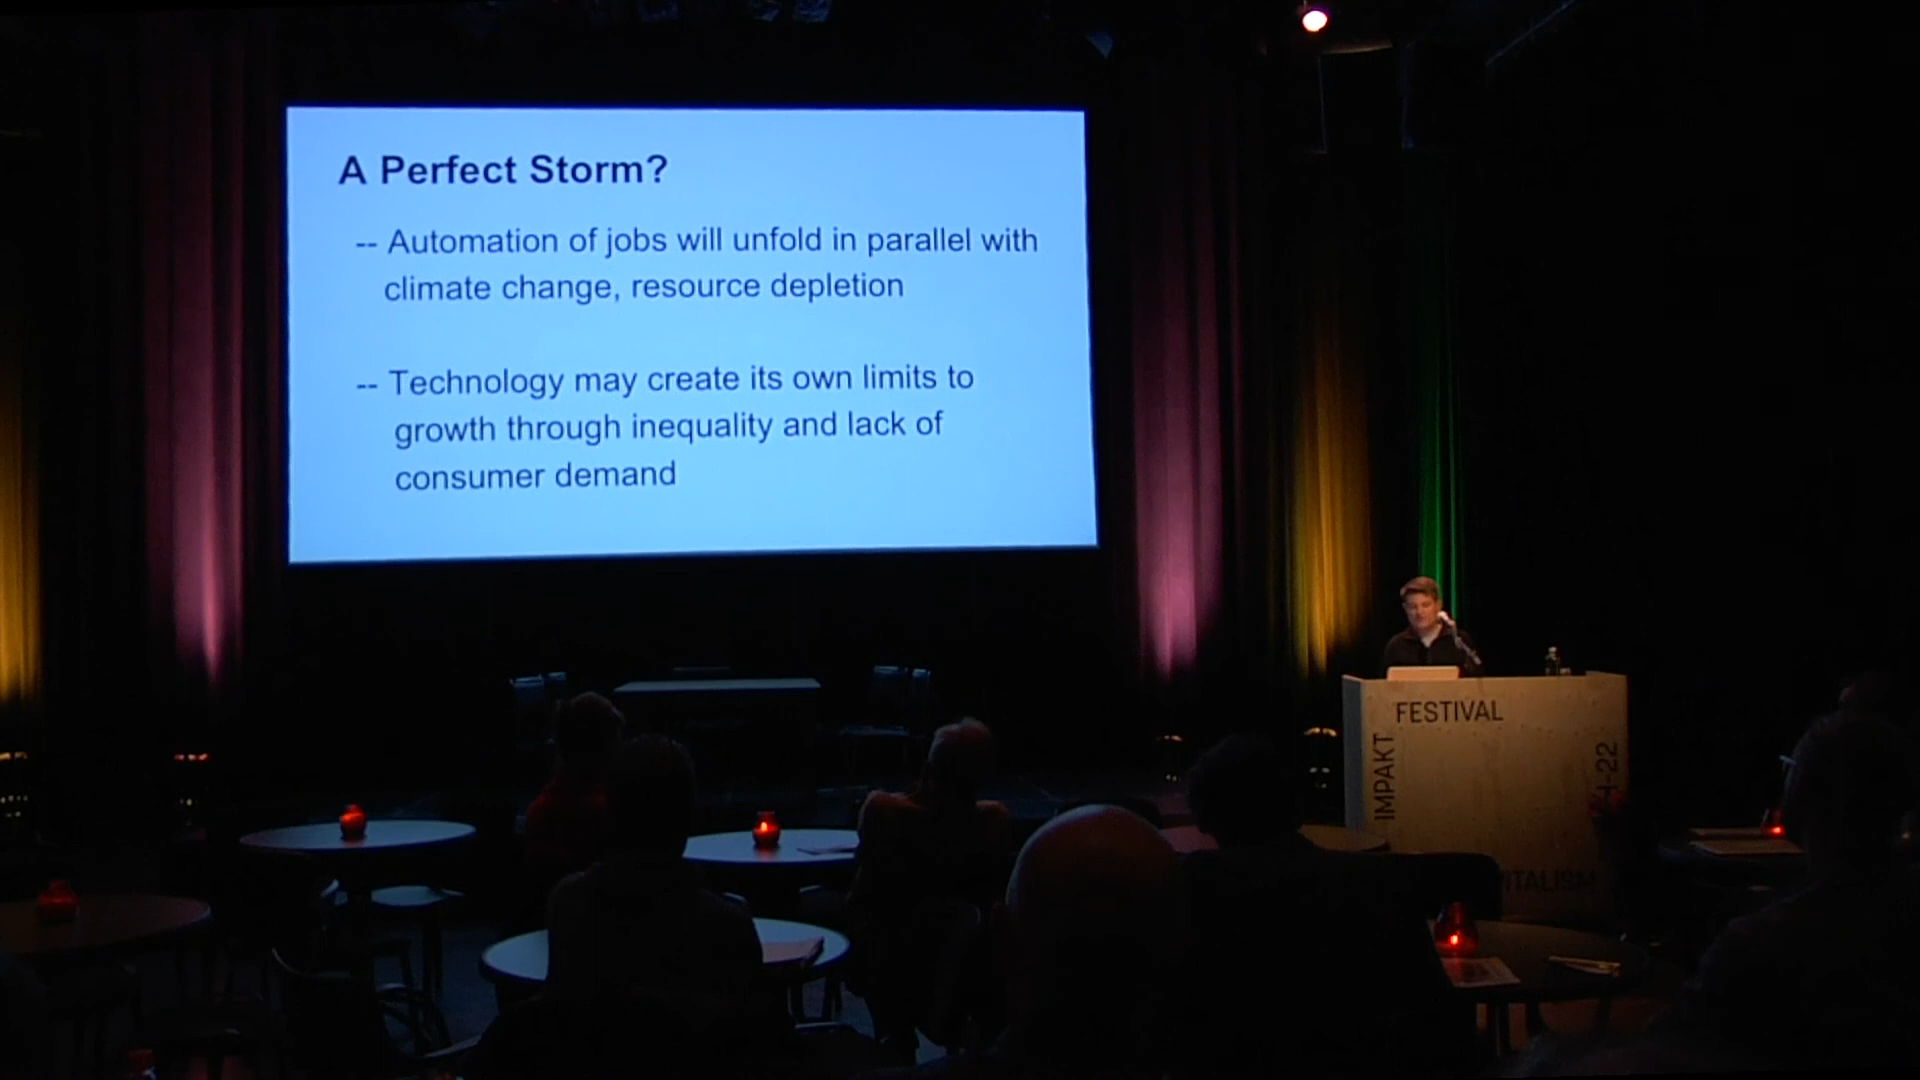 A Perfect Storm?
-- Automation of jobs will unfold in parallel with
climate change, resource depletion
-- Technology may create its own limits to
growth through inequality and lack of
consumer demand
FESTIVAL
IMPAKT